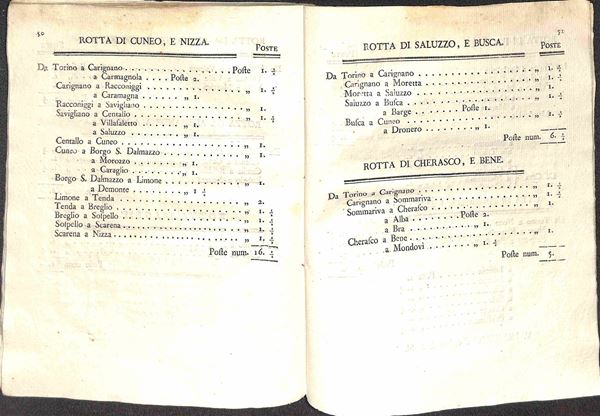 50
ROTTA DI CUNEO, E NIZZA.
POSTE
Da Torino a Carignano . . . . . . . . . . . . Poste 1. ½
a Carmagnola . Poste 2.
Carignano a Racconiggi . . . . . . . . . . . . „ 1. ½
a Caramagna . . „ 1.
Racconiggi a Savigliano . . . . . . . . . . . . „ 1.
Savigliano a Centallo . . . . . . . . . . . . „ 1. ½
a Villafaletto . . . . „ 1.
a Saluzzo . . . . „ 1.
Centallo a Cuneo . . . . . . . . . . . . „ 1.
Cuneo a Borgo S. Dalmazzo . . . . . . . . . . . . „ 1.
a Morozzo . . . . „ 1.
a Caraglio . . . . „ 1.
Borgo S. Dalmazzo a Limone . . . . . . . . . . . . „ 1.
a Demonte . . . . „ 1 ½
Limone a Tenda . . . . . . . . . . . . „ 2.
Tenda a Breglio . . . . . . . . . . . . „ 1.
Breglio a Sospello . . . . . . . . . . . . „ 1. ½
Sospello a Scarena . . . . . . . . . . . . „ 1. ½
Scarena a Nizza . . . . . . . . . . . . „ 1. ½
Poste num. 16. ½
51
ROTTA DI SALUZZO, E BUSCA.
POSTE
Da Torino a Carignano . . . . . . . . . . . . „ 1. ½
Carignano a Moretta . . . . . . . . . . . . „ 1. ½
Moretta a Saluzzo . . . . . . . . . . . . „ 1.
Saluzzo a Busca . . . . . . . . . . . . „ 1. ½
a Barge . . . . Poste 1.
Busca a Cuneo . . . . . . . . . . . . „ 1.
a Dronero . . . . „ 1.
Poste num. 6. ½
ROTTA DI CHERASCO, E BENE.
Da Torino a Carignano . . . . . . . . . . . . „ 1. ½
Carignano a Sommariva . . . . . . . . . . . . „ 1. ½
Sommariva a Cherasco . . . . . . . . . . . . „ 1.
a Alba . . . . Poste 2.
a Bra . . . . „ 1.
Cherasco a Bene . . . . . . . . . . . . „ 1.
a Mondovì . . . . „ 1. ½
Poste num. 5.